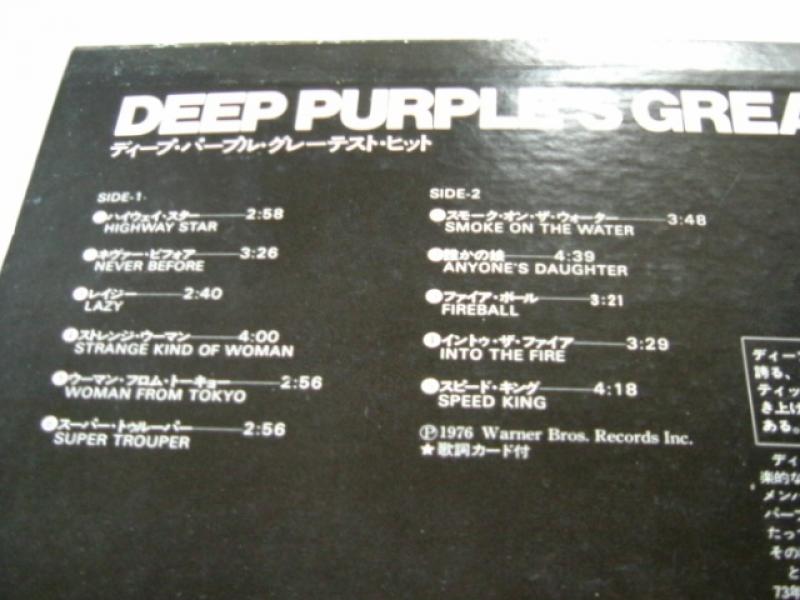 DEEP PURPLE'S GREA
ディープ・パープル・グレーテスト・ヒット
SIDE-1
ハイウェイ・スター 2:58
HIGHWAY STAR
ネヴァー・ビフォア 3:26
NEVER BEFORE
レイジー 2:40
LAZY
ストレンジ・ウーマン 4:00
STRANGE KIND OF WOMAN
ウーマン・フロム・トーキョー 2:56
WOMAN FROM TOKYO
スーパー・トゥルーパー 2:56
SUPER TROUPER
SIDE-2
スモーク・オン・ザ・ウォーター 3:48
SMOKE ON THE WATER
誰かの娘 4:39
ANYONE'S DAUGHTER
ファイア・ボール 3:21
FIREBALL
イントゥ・ザ・ファイア 3:29
INTO THE FIRE
スピード・キング 4:18
SPEED KING
Ⓟ1976 Warner Bros. Records Inc.
★歌詞カード付
ディー
誇る、
ティッ
き上げ
ある。
ディ
楽的な
メンバ
パープ
たって
その
と
73年